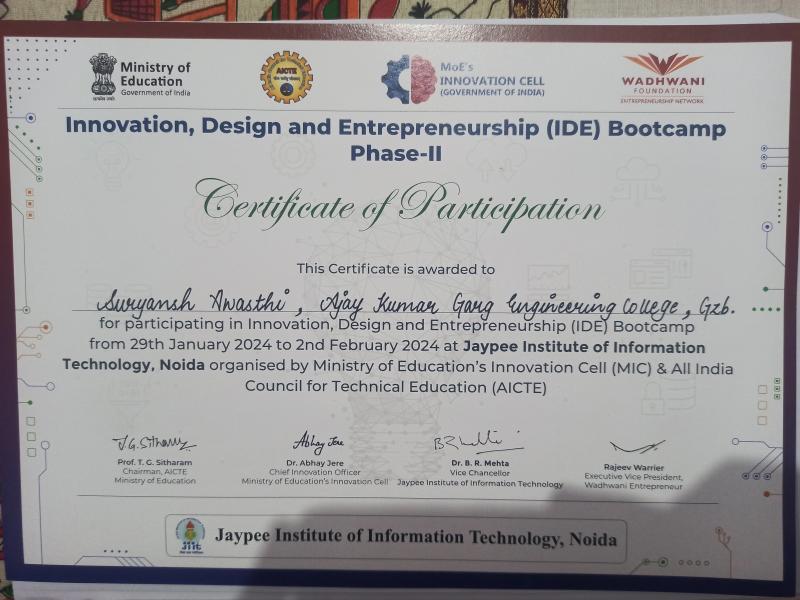 Ministry of
Education
Government of India
AICTE
MoE's
INNOVATION CELL
(GOVERNMENT OF INDIA)
WADHWANI
FOUNDATION
ENTREPRENEURSHIP NETWORK
Innovation, Design and Entrepreneurship (IDE) Bootcamp
Phase-II
Certificate of Participation
This Certificate is awarded to
Suryansh Awasthi, Ajay Kumar Garg Engineering College, Gzb.
for participating in Innovation, Design and Entrepreneurship (IDE) Bootcamp
from 29th January 2024 to 2nd February 2024 at Jaypee Institute of Information
Technology, Noida organised by Ministry of Education's Innovation Cell (MIC) & All India
Council for Technical Education (AICTE)
T.G. Sitharam
Prof. T. G. Sitharam
Chairman, AICTE
Ministry of Education
Abhay Jere
Dr. Abhay Jere
Chief Innovation Officer
Ministry of Education's Innovation Cell
Dr. B. R. Mehta
Vice Chancellor
Jaypee Institute of Information Technology
Rajeev Warrier
Executive Vice President,
Wadhwani Entrepreneur
JIIT
Jaypee Institute of Information Technology, Noida